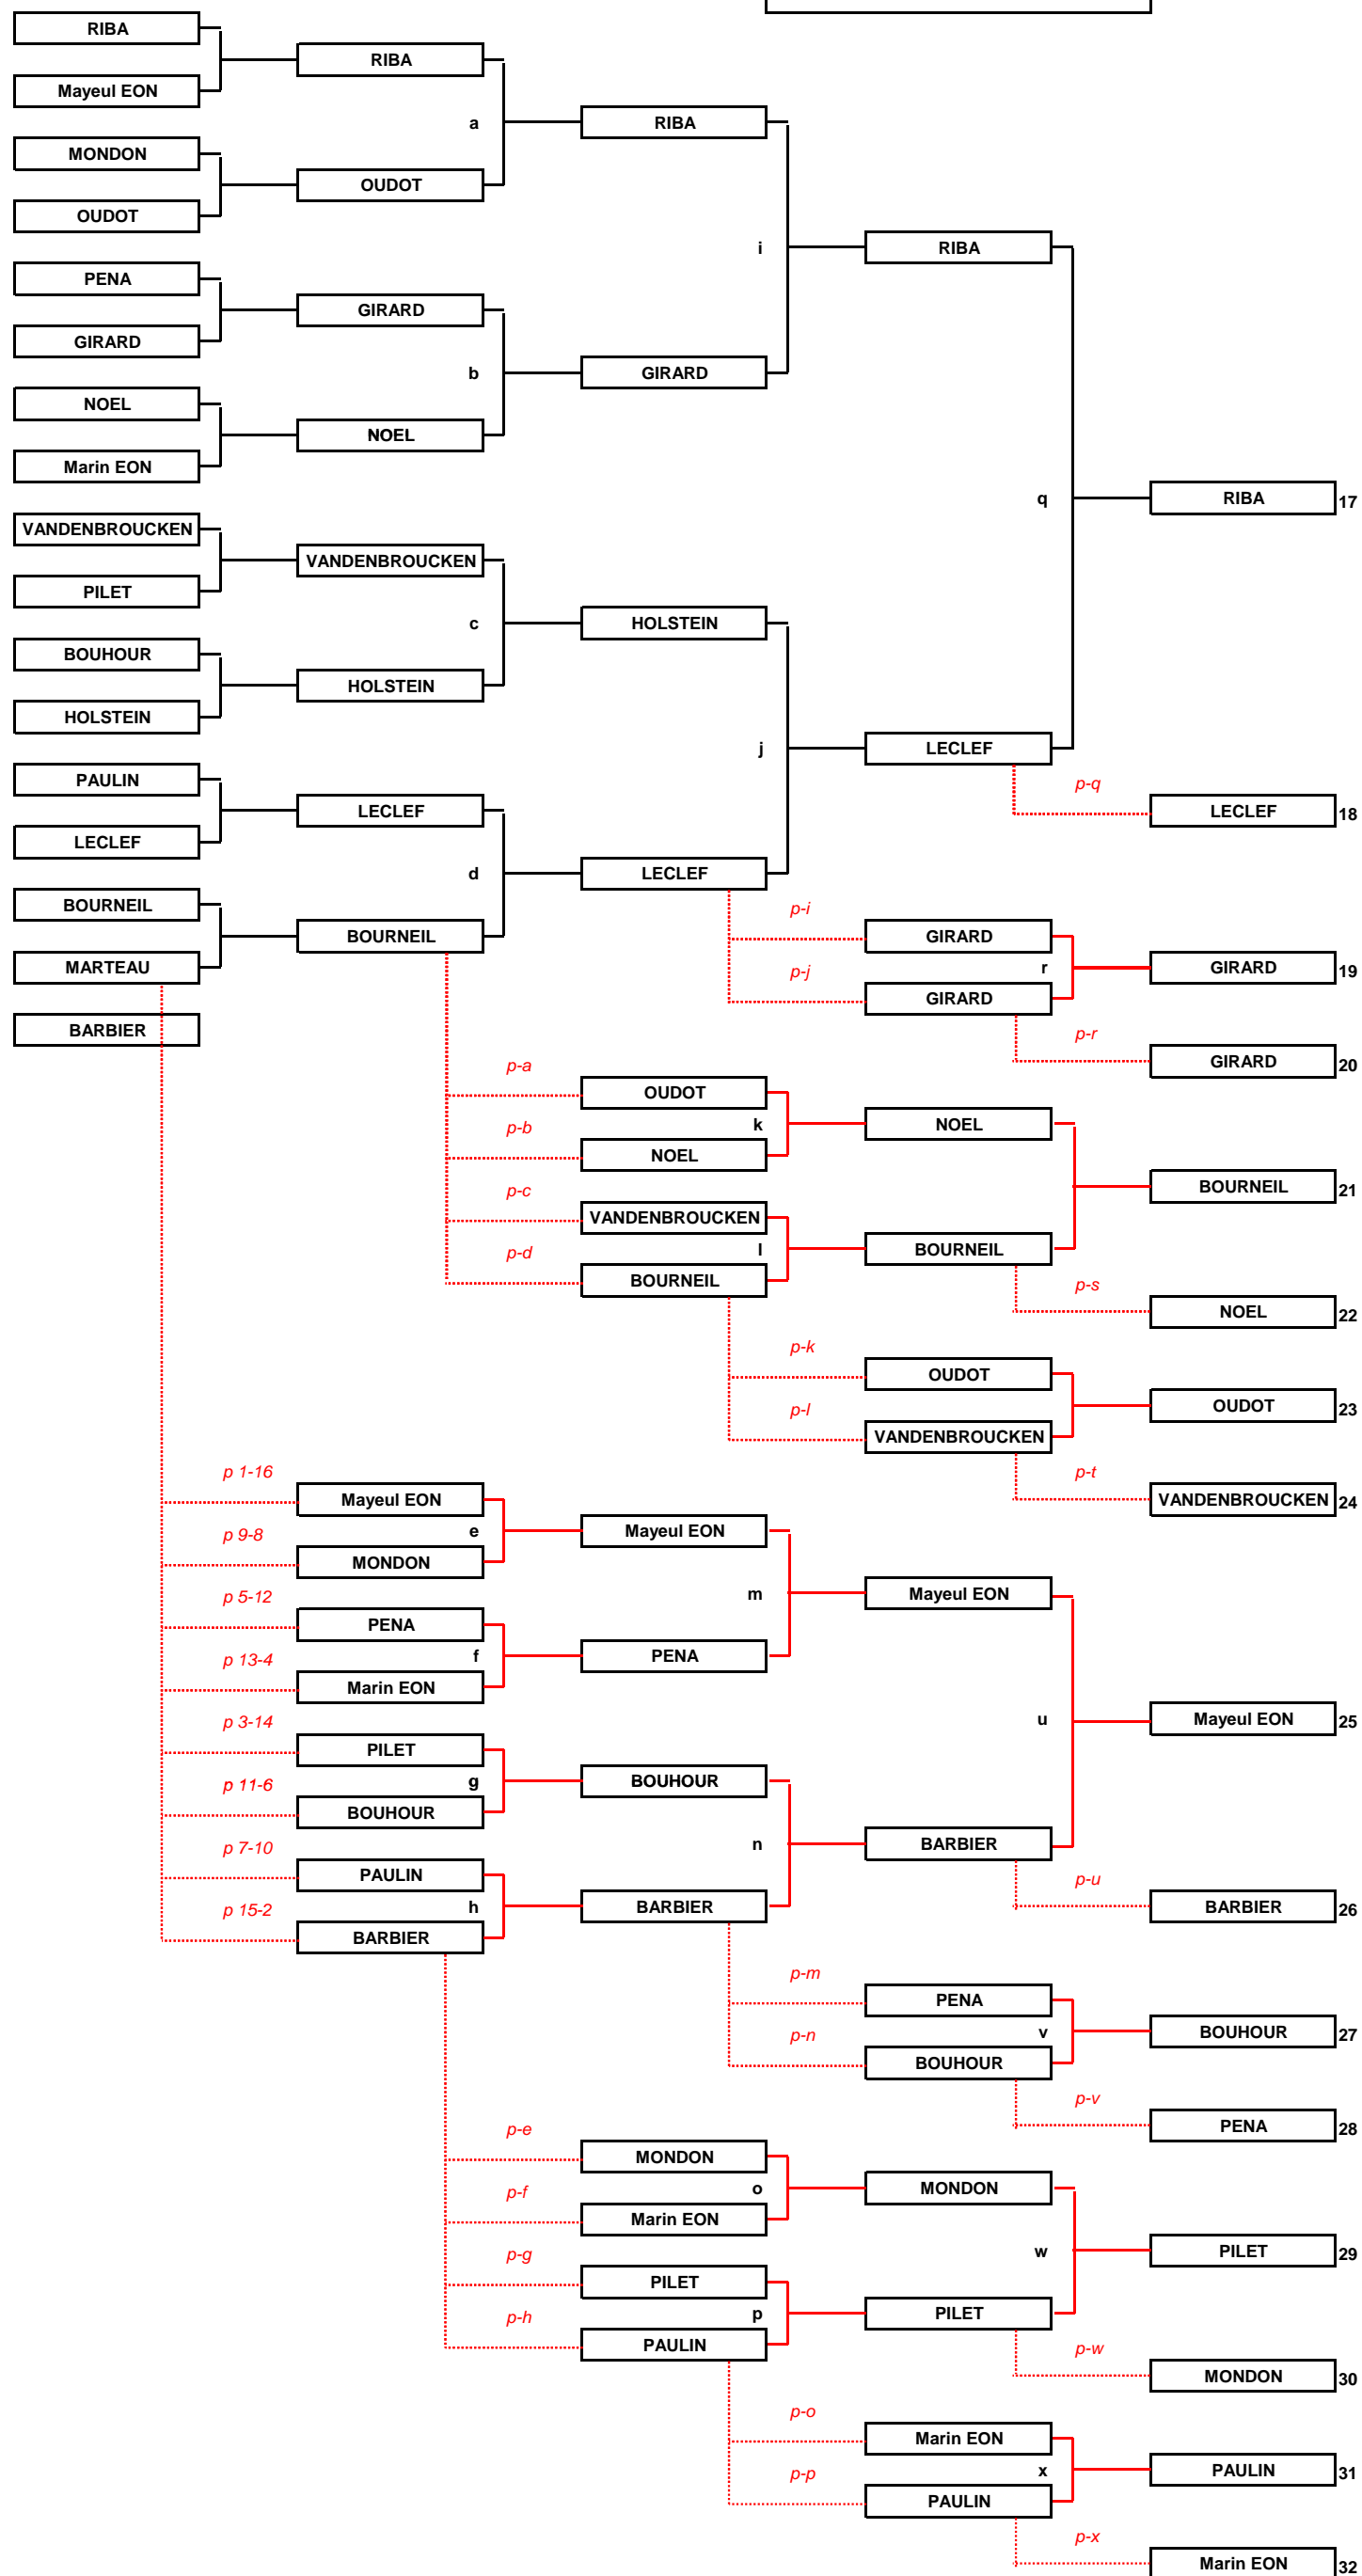 RIBA
RIBA
Mayeul EON
a
RIBA
MONDON
OUDOT
OUDOT
i
RIBA
PENA
GIRARD
GIRARD
b
GIRARD
NOEL
NOEL
Marin EON
q
RIBA
17
VANDENBROUCKEN
VANDENBROUCKEN
PILET
c
HOLSTEIN
BOUHOUR
HOLSTEIN
HOLSTEIN
j
LECLEF
PAULIN
p-q
LECLEF
LECLEF
18
LECLEF
d
LECLEF
BOURNEIL
p-i
BOURNEIL
GIRARD
MARTEAU
p-j
r
GIRARD
19
GIRARD
BARBIER
p-r
GIRARD
20
p-a
OUDOT
k
NOEL
p-b
NOEL
p-c
BOURNEIL
21
VANDENBROUCKEN
l
BOURNEIL
p-d
BOURNEIL
p-s
NOEL
22
p-k
OUDOT
p-l
OUDOT
23
VANDENBROUCKEN
p 1-16
p-t
Mayeul EON
VANDENBROUCKEN
24
p 9-8
e
Mayeul EON
MONDON
p 5-12
m
Mayeul EON
PENA
p 13-4
f
PENA
Marin EON
p 3-14
u
Mayeul EON
25
PILET
p 11-6
g
BOUHOUR
BOUHOUR
p 7-10
n
BARBIER
PAULIN
p-u
p 15-2
h
BARBIER
BARBIER
26
BARBIER
p-m
PENA
p-n
v
BOUHOUR
27
BOUHOUR
p-v
PENA
28
p-e
MONDON
p-f
o
MONDON
Marin EON
p-g
w
PILET
29
PILET
p-h
p
PILET
PAULIN
p-w
MONDON
30
p-o
Marin EON
p-p
x
PAULIN
31
PAULIN
p-x
Marin EON
32